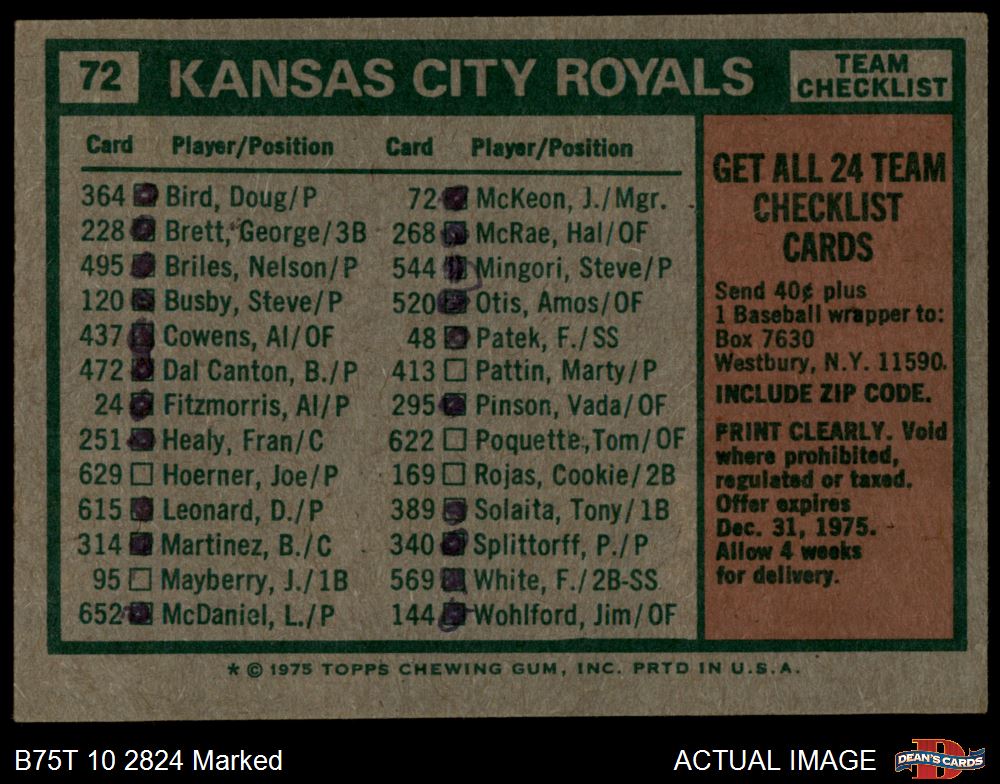 72 KANSAS CITY ROYALS TEAM CHECKLIST
Card Player/Position Card Player/Position
364 Bird, Doug/P
228 Brett, George/3B
495 Briles, Nelson/P
120 Busby, Steve/P
437 Cowens, Al/OF
472 Dal Canton, B./P
24 Fitzmorris, Al/P
251 Healy, Fran/C
629 Hoerner, Joe/P
615 Leonard, D./P
314 Martinez, B./C
95 Mayberry, J./1B
652 McDaniel, L./P
72 McKeon, J./Mgr.
268 McRae, Hal/OF
544 Mingori, Steve/P
520 Otis, Amos/OF
48 Patek, F./SS
413 Pattin, Marty/P
295 Pinson, Vada/OF
622 Poquette, Tom/OF
169 Rojas, Cookie/2B
389 Solaita, Tony/1B
340 Splittorff, P./P
569 White, F./2B-SS
144 Wohlford, Jim/OF
GET ALL 24 TEAM
CHECKLIST
CARDS
Send 40¢ plus
1 Baseball wrapper to:
Box 7630
Westbury, N.Y. 11590.
INCLUDE ZIP CODE.
PRINT CLEARLY. Void
where prohibited,
regulated or taxed.
Offer expires
Dec. 31, 1975.
Allow 4 weeks
for delivery.
* © 1975 TOPPS CHEWING GUM, INC. PRTD IN U.S.A.
B75T 10 2824 Marked
ACTUAL IMAGE
DEAN'S CARDS